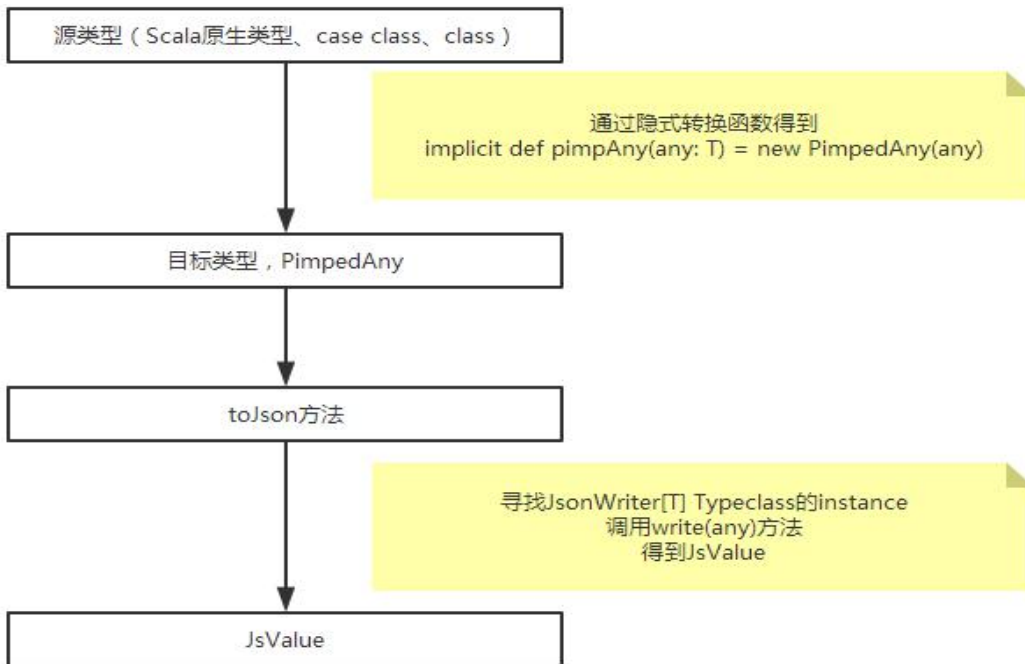 源类型（Scala原生类型、case class、class）
通过隐式转换函数得到
implicit def pimpAny(any: T) = new PimpedAny(any)
目标类型，PimpedAny
toJson方法
寻找JsonWriter[T] Typeclass的instance
调用write(any)方法
得到JsValue
JsValue